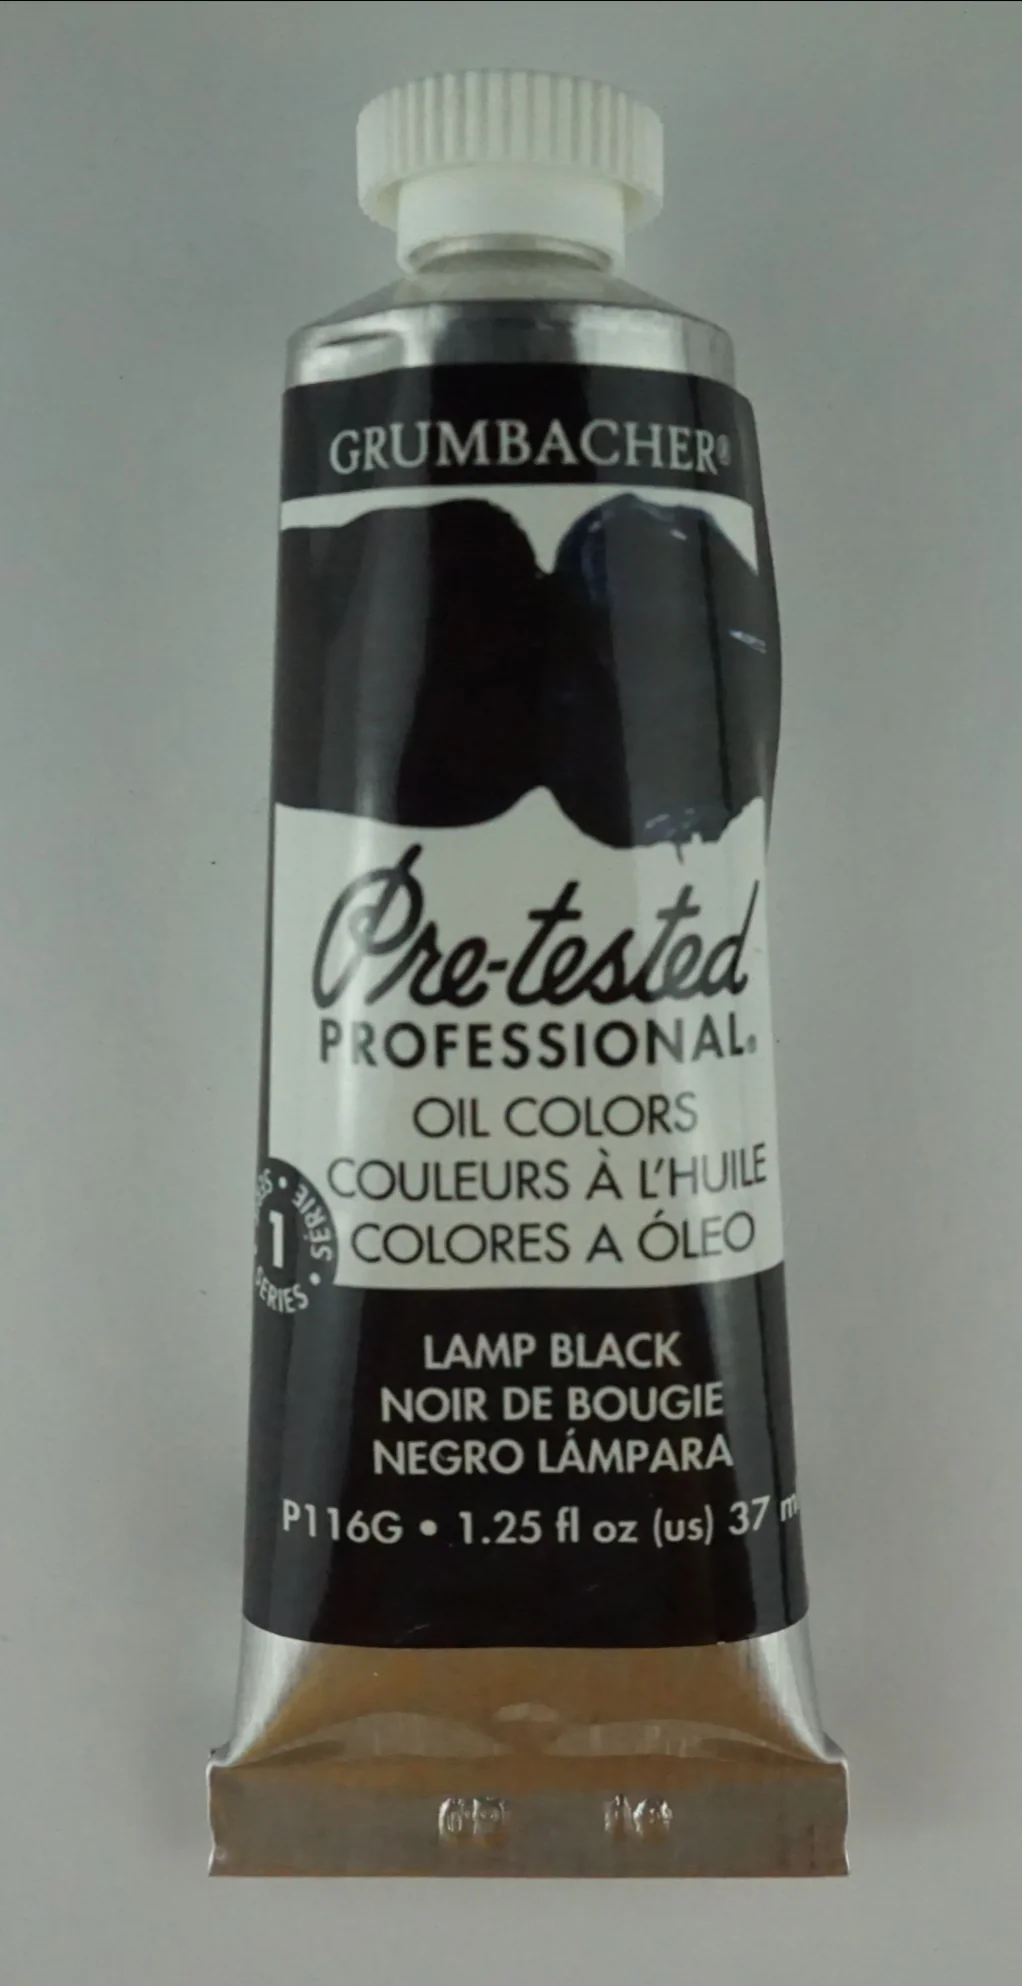 GRUMBACHER®
Pre-tested
PROFESSIONAL®
OIL COLORS
COULEURS À L'HUILE
COLORES A ÓLEO
SÉRIE • 1 • SERIES
LAMP BLACK
NOIR DE BOUGIE
NEGRO LÁMPARA
P116G • 1.25 fl oz (us) 37 m